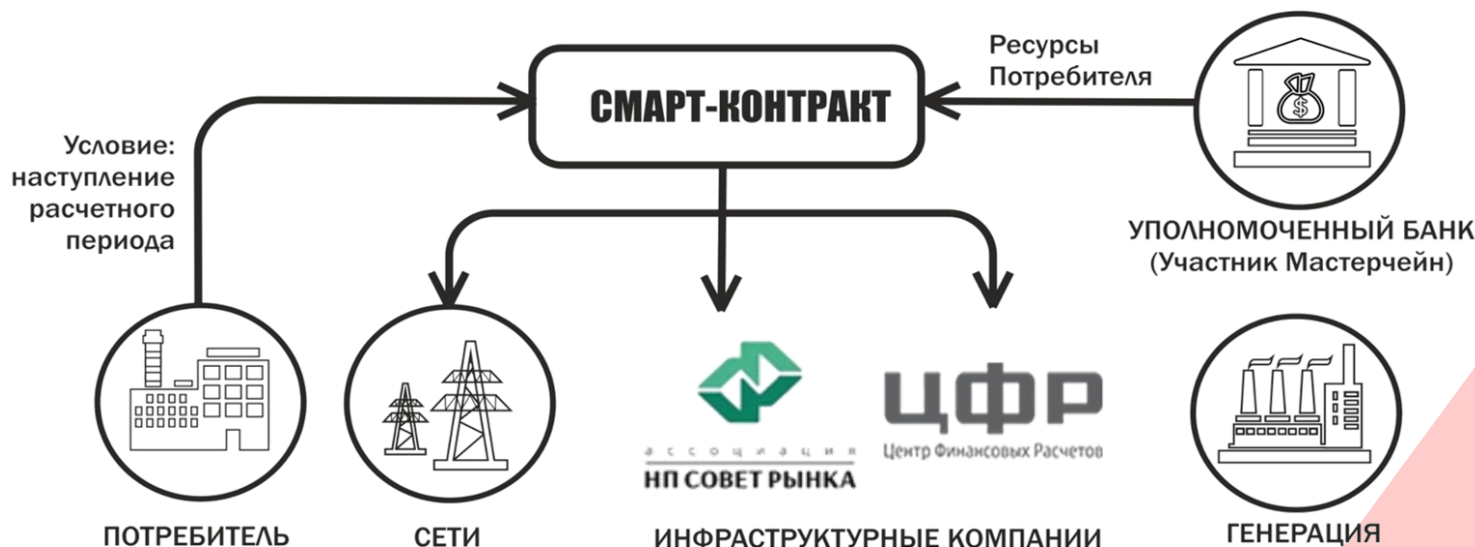 СМАРТ-КОНТРАКТ
Ресурсы
Потребителя
Условие:
наступление
расчетного
периода
УПОЛНОМОЧЕННЫЙ БАНК
(Участник Мастерчейн)
$
ассоциация
НП СОВЕТ РЫНКА
ЦФР
Центр Финансовых Расчетов
ПОТРЕБИТЕЛЬ
СЕТИ
ИНФРАСТРУКТУРНЫЕ КОМПАНИИ
ГЕНЕРАЦИЯ